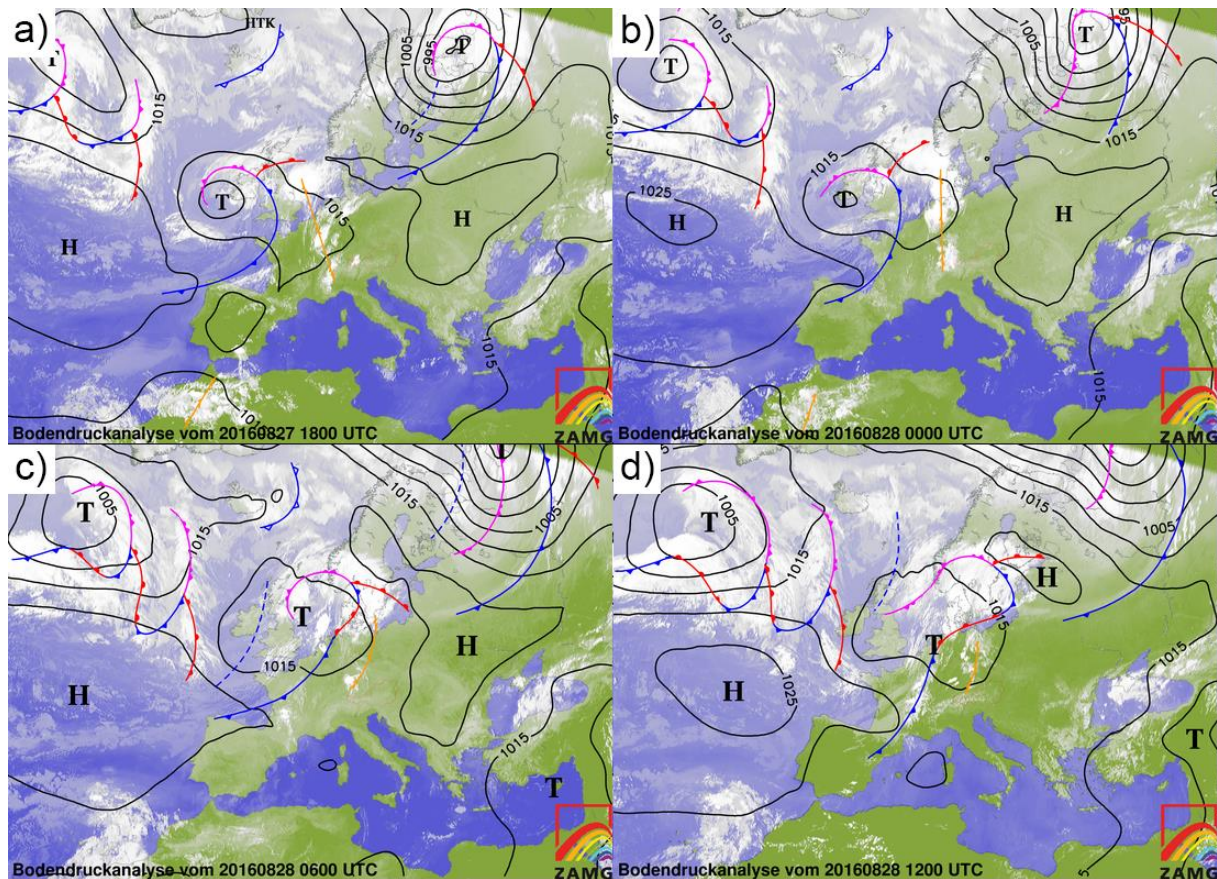 a)
HTK
T
T
995
1005
1015
1015
T
1015
H
H
1015
Bodendruckanalyse vom 20160827 1800 UTC
ZAMG
b)
T
T
1005
1015
1015
1015
1025
T
H
H
1015
Bodendruckanalyse vom 20160828 0000 UTC
ZAMG
c)
T
1005
1015
1015
1005
T
1015
H
H
1015
T
Bodendruckanalyse vom 20160828 0600 UTC
ZAMG
d)
T
1005
1015
1015
1005
H
1015
T
H
1025
1015
T
Bodendruckanalyse vom 20160828 1200 UTC
ZAMG